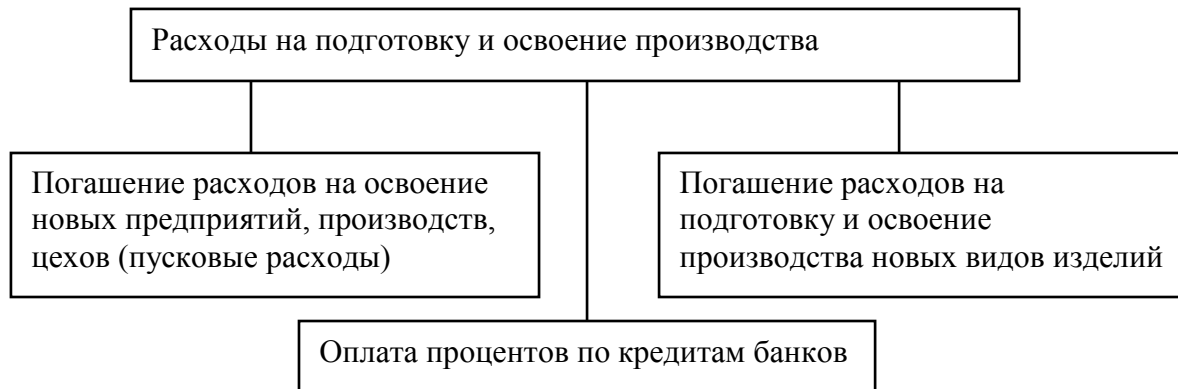 Расходы на подготовку и освоение производства
Погашение расходов на освоение
новых предприятий, производств,
цехов (пусковые расходы)
Погашение расходов на
подготовку и освоение
производства новых видов изделий
Оплата процентов по кредитам банков